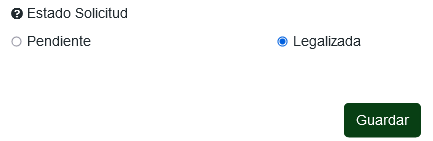 Estado Solicitud
Pendiente Legalizada
Guardar